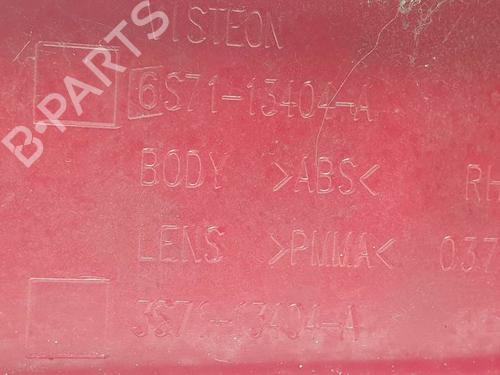 B-PARTS
ISTEON
6S71-13404-A
BODY >ABS< RH
LENS >PMMA< 037
3S71-13404-A